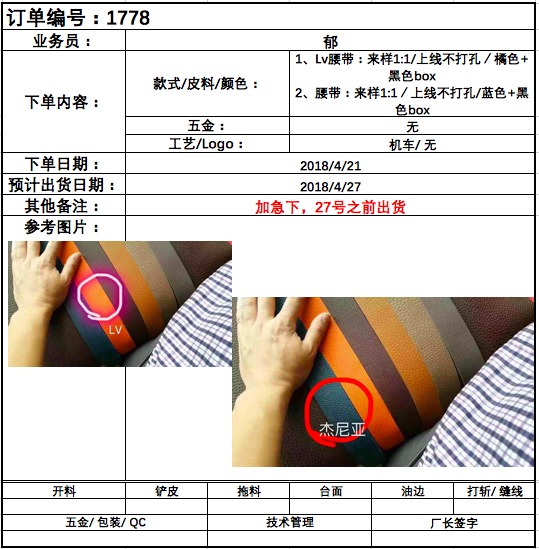 订单编号：1778
业务员：
郁
下单内容：
款式/皮料/颜色：
1、Lv腰带：来样1:1/上线不打孔 / 橘色+
黑色box
2、腰带：来样1:1 / 上线不打孔/蓝色+黑
色box
五金：
无
工艺/Logo：
机车/ 无
下单日期：
2018/4/21
预计出货日期：
2018/4/27
其他备注：
加急下，27号之前出货
参考图片：
LV
杰尼亚
开料
铲皮
拖料
台面
油边
打斩/ 缝线
五金/ 包装/ QC
技术管理
厂长签字